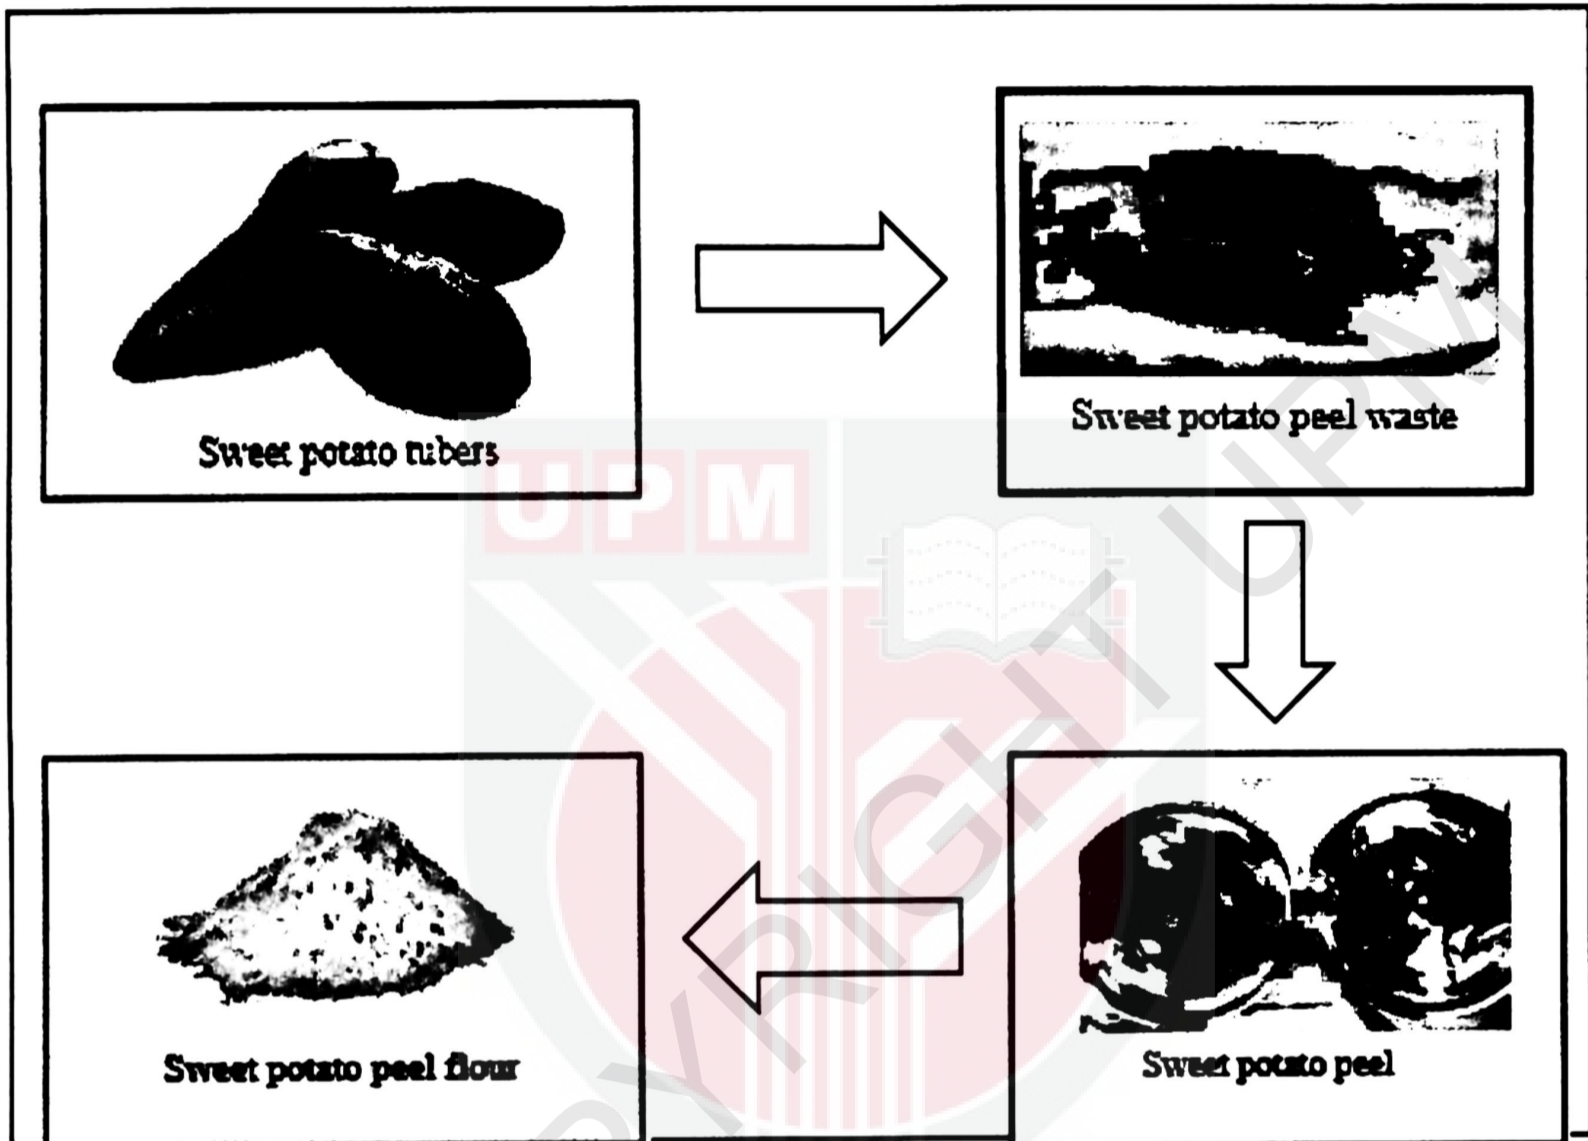 Sweet potato tubers
Sweet potato peel waste
Sweet potato peel flour
Sweet potato peel
UPM
COPYRIGHT UPM